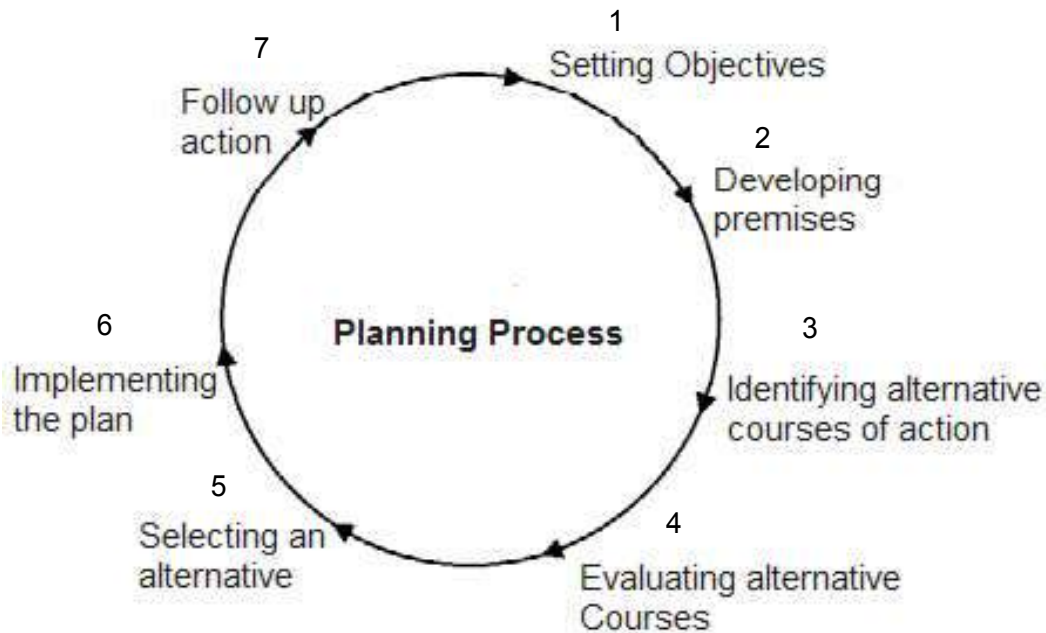 1
Setting Objectives
2
Developing
premises
3
Identifying alternative
courses of action
4
Evaluating alternative
Courses
5
Selecting an
alternative
6
Implementing
the plan
7
Follow up
action
Planning Process